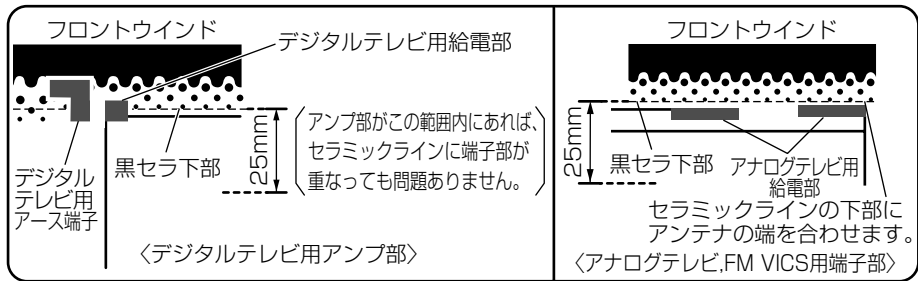 フロントウインド
デジタルテレビ用給電部
25mm
アンプ部がこの範囲内にあれば、
セラミックラインに端子部が
重なっても問題ありません。
黒セラ下部
デジタル
テレビ用
アース端子
〈デジタルテレビ用アンプ部〉
フロントウインド
25mm
黒セラ下部
アナログテレビ用
給電部
セラミックラインの下部に
アンテナの端を合わせます。
〈アナログテレビ,FM VICS用端子部〉